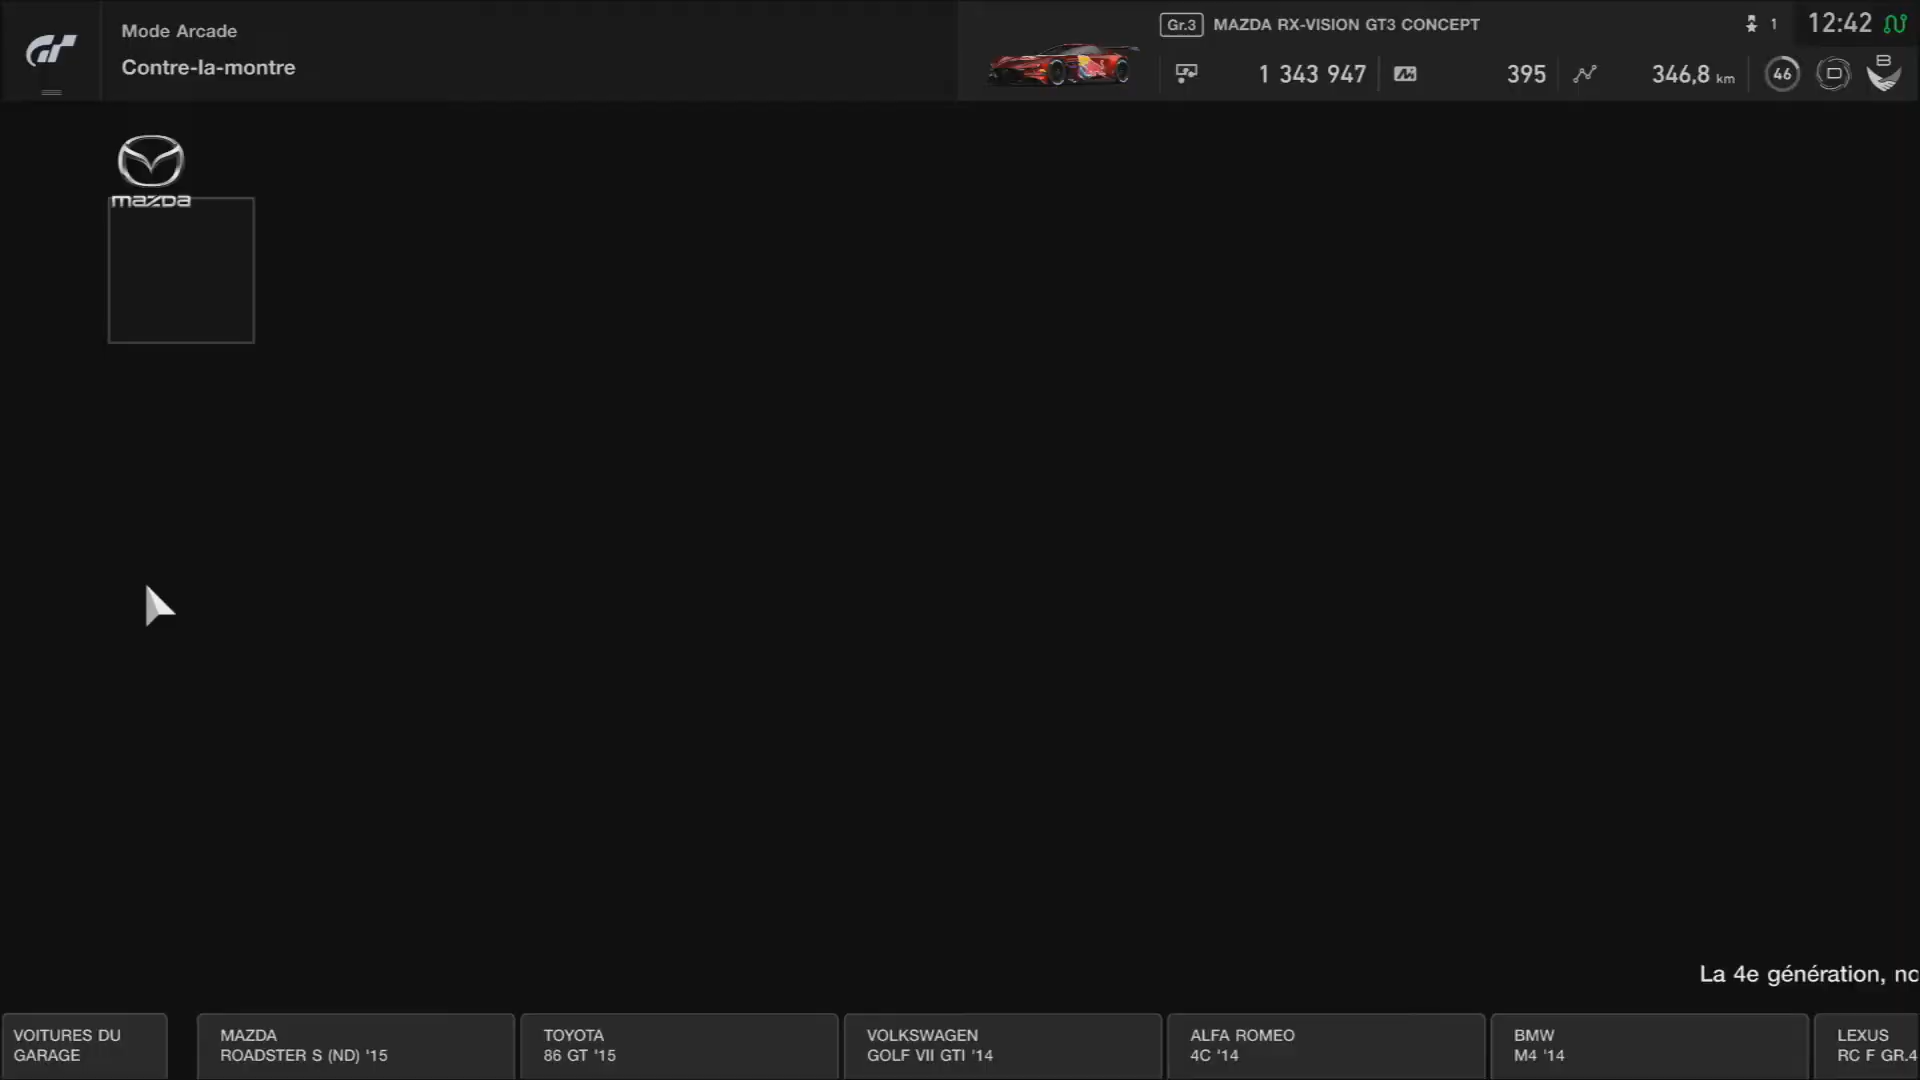 Mode Arcade
Contre-la-montre
Gr.3 MAZDA RX-VISION GT3 CONCEPT
1
12:42
1 343 947
395
346,8 km
46
D
B
mazda
La 4e génération, no
VOITURES DU
GARAGE
MAZDA
ROADSTER S (ND) '15
TOYOTA
86 GT '15
VOLKSWAGEN
GOLF VII GTI '14
ALFA ROMEO
4C '14
BMW
M4 '14
LEXUS
RC F GR.4